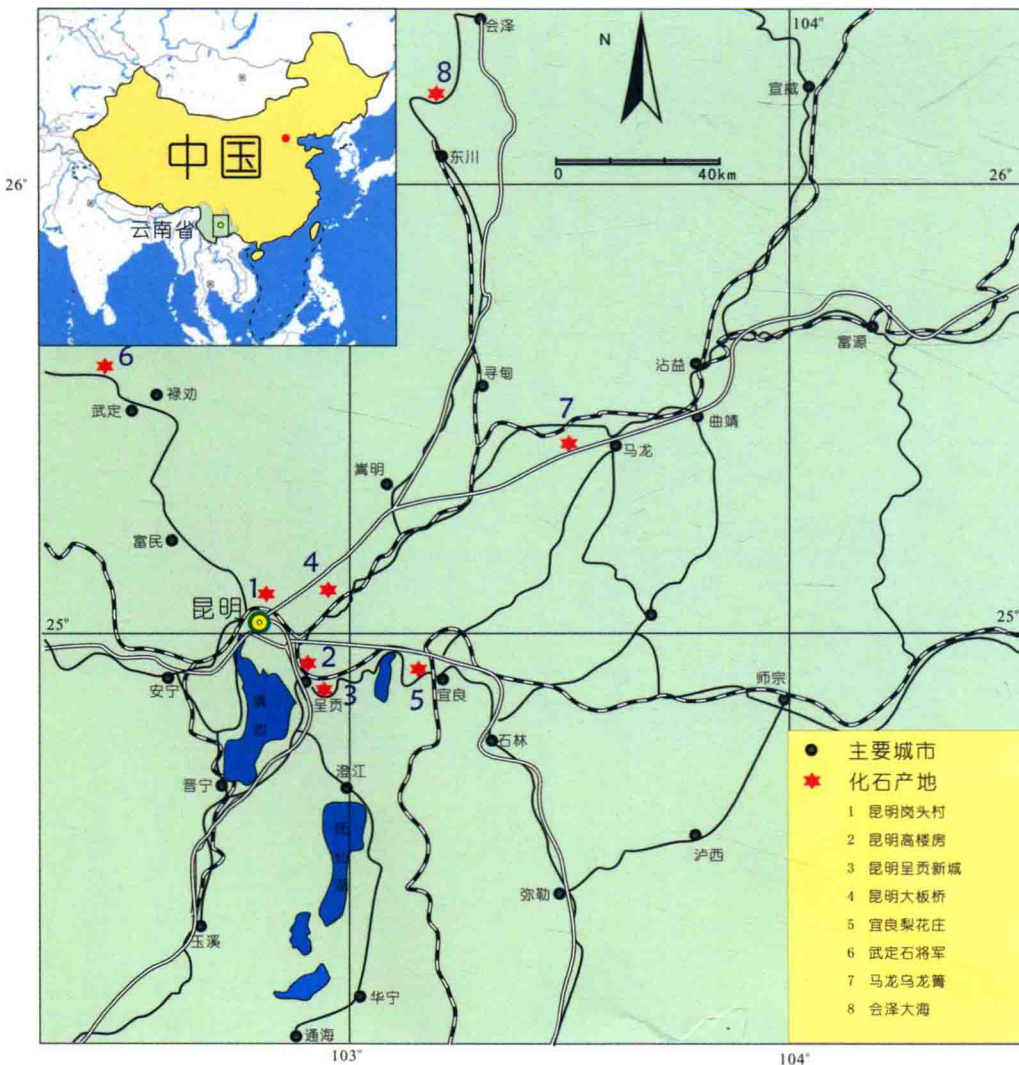 104°
会泽
N
8
宣威
中国
东川
0
40km
26°
26°
云南省
富源
沾益
6
寻甸
禄劝
武定
7
曲靖
马龙
嵩明
富民
4
1
昆明
25°
25°
2
安宁
呈贡
3
5
宜良
师宗
滇池
石林
主要城市
澄江
晋宁
化石产地
1 昆明岗头村
抚仙湖
2 昆明高楼房
泸西
3 昆明呈贡新城
弥勒
4 昆明大板桥
5 宜良梨花庄
玉溪
6 武定石将军
7 马龙乌龙箐
华宁
8 会泽大海
通海
103°
104°